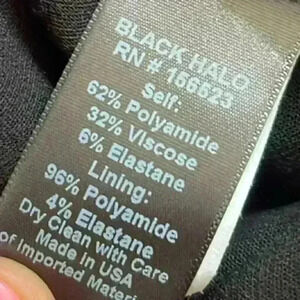 BLACK HALO
RN # 156623
Self:
62% Polyamide
32% Viscose
6% Elastane
Lining:
96% Polyamide
4% Elastane
Dry Clean with Care
Made in USA
of Imported Materials